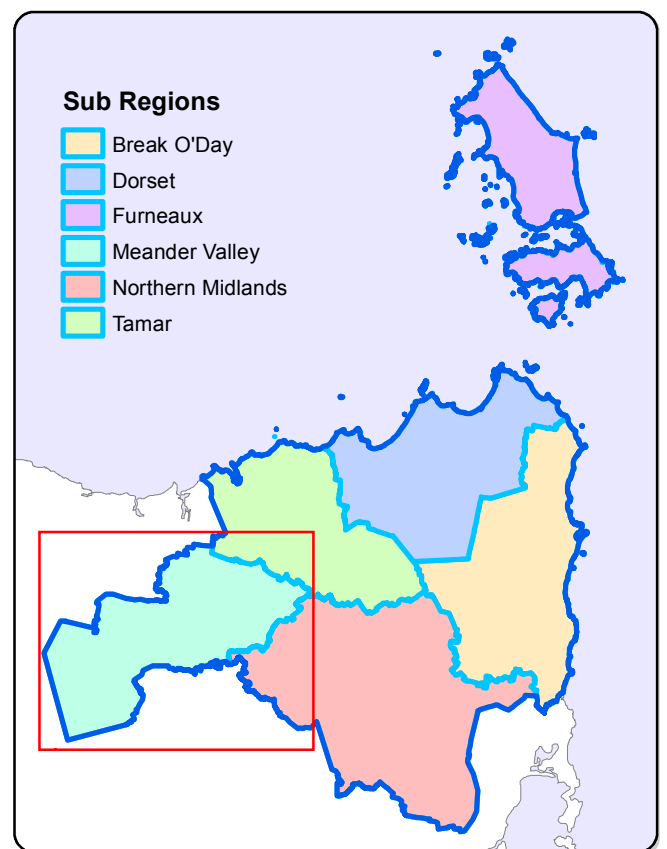 Sub Regions
Break O'Day
Dorset
Furneaux
Meander Valley
Northern Midlands
Tamar